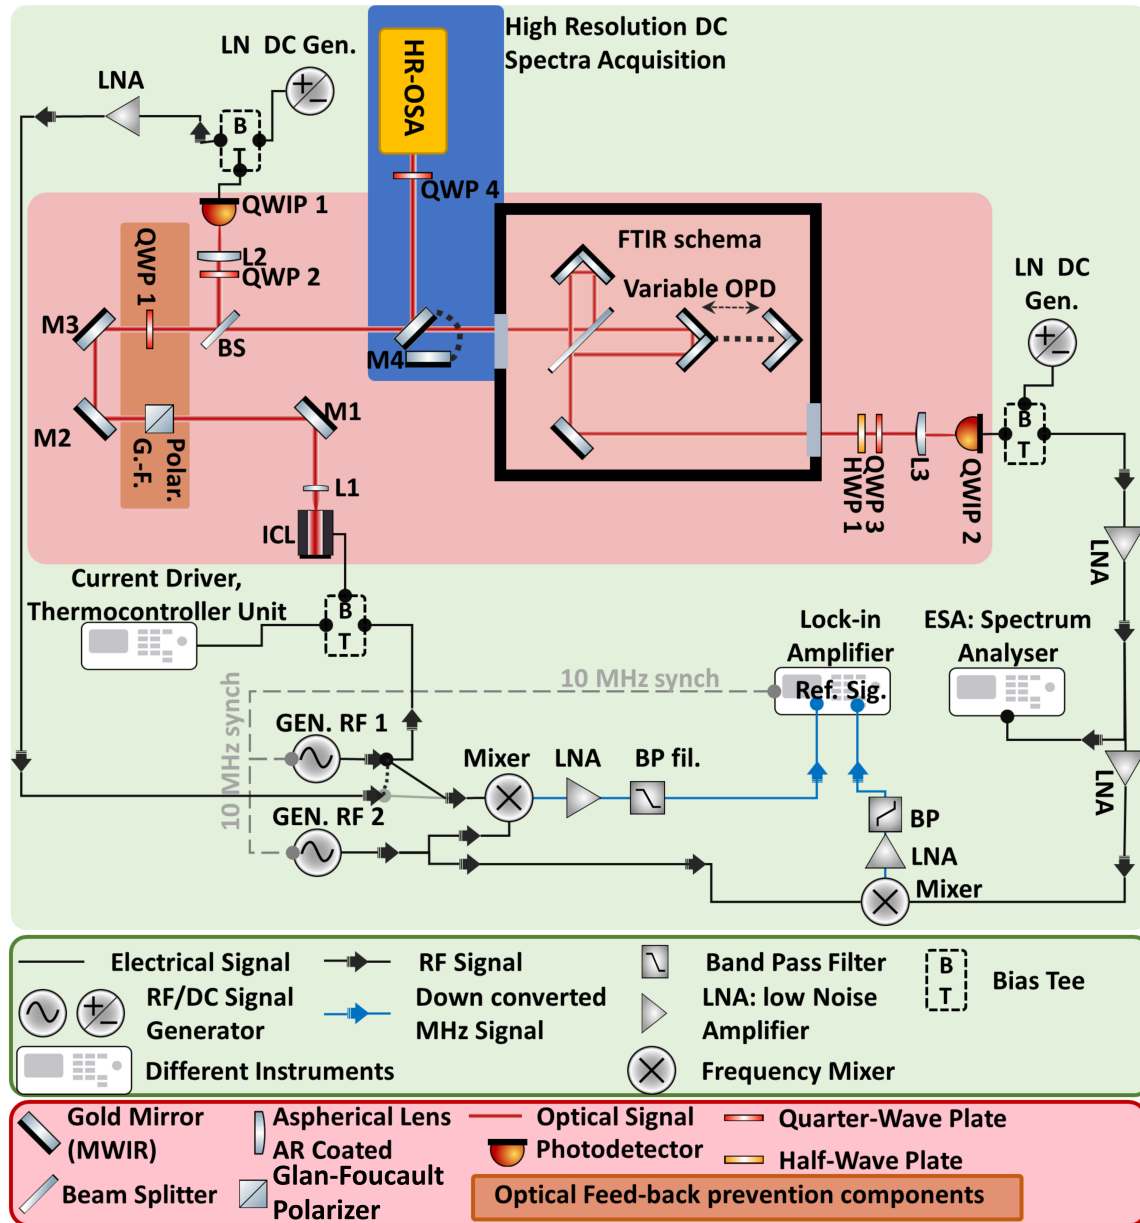 High Resolution DC
Spectra Acquisition
LN DC Gen.
LNA
B
T
HR-OSA
QWP 4
QWIP 1
L2
QWP 2
QWP 1
M3
BS
M4
M2
G.-F.
Polar.
M1
L1
ICL
FTIR schema
Variable OPD
LN DC
Gen.
B
T
HWP 1
QWP 3
L3
QWIP 2
LNA
Current Driver,
Thermocontroller Unit
B
T
Lock-in
Amplifier
Ref. Sig.
ESA: Spectrum
Analyser
10 MHz synch
10 MHz synch
GEN. RF 1
Mixer
LNA
BP fil.
LNA
GEN. RF 2
BP
LNA
Mixer
Electrical Signal
RF Signal
Band Pass Filter
B
T
Bias Tee
RF/DC Signal
Generator
Down converted
MHz Signal
LNA: low Noise
Amplifier
Different Instruments
Frequency Mixer
Gold Mirror
(MWIR)
Aspherical Lens
AR Coated
Optical Signal
Quarter-Wave Plate
Photodetector
Half-Wave Plate
Beam Splitter
Glan-Foucault
Polarizer
Optical Feed-back prevention components